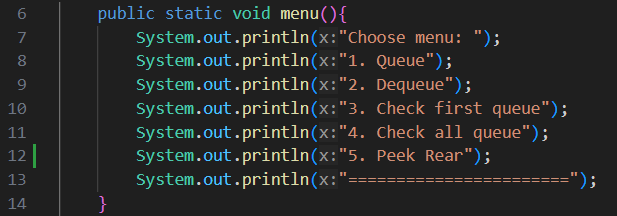 6 public static void menu(){
7 System.out.println(x:"Choose menu: ");
8 System.out.println(x:"1. Queue");
9 System.out.println(x:"2. Dequeue");
10 System.out.println(x:"3. Check first queue");
11 System.out.println(x:"4. Check all queue");
12 System.out.println(x:"5. Peek Rear");
13 System.out.println(x:"=======================");
14 }